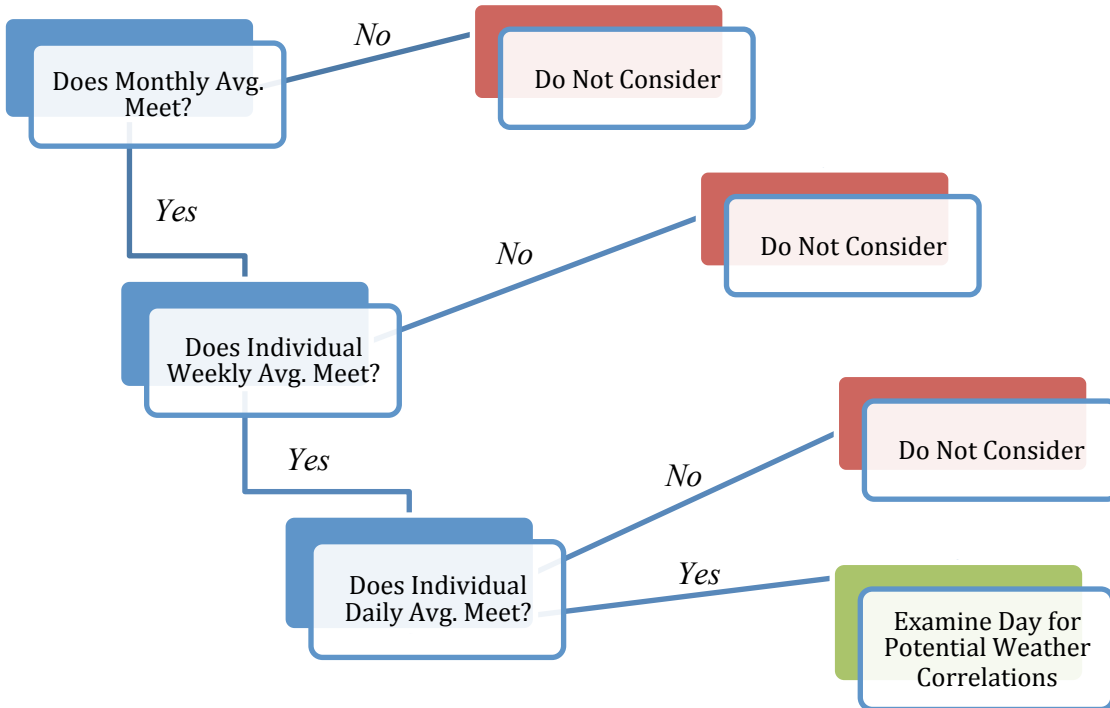 No
Does Monthly Avg.
Meet?
Do Not Consider
Yes
No
Do Not Consider
Does Individual
Weekly Avg. Meet?
Yes
No
Do Not Consider
Does Individual
Daily Avg. Meet?
Yes
Examine Day for
Potential Weather
Correlations